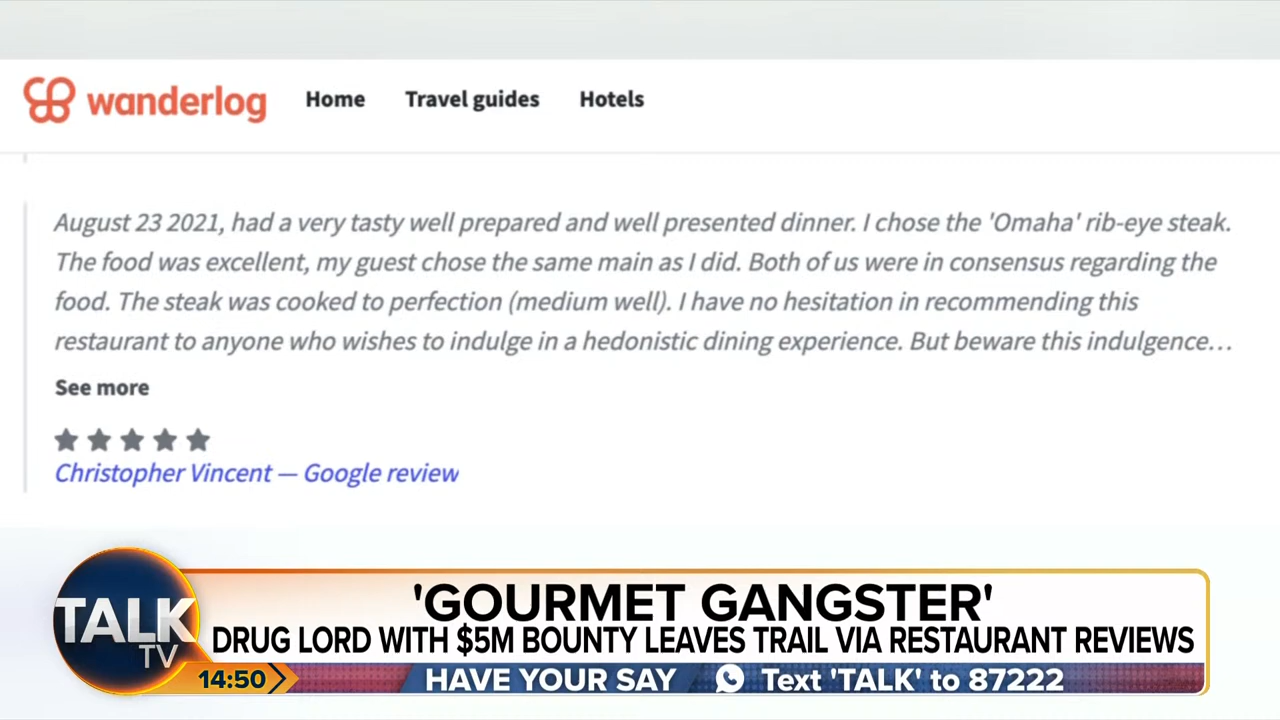 wanderlog Home Travel guides Hotels
August 23 2021, had a very tasty well prepared and well presented dinner. I chose the 'Omaha' rib-eye steak.
The food was excellent, my guest chose the same main as I did. Both of us were in consensus regarding the
food. The steak was cooked to perfection (medium well). I have no hesitation in recommending this
restaurant to anyone who wishes to indulge in a hedonistic dining experience. But beware this indulgence...
See more
Christopher Vincent — Google review
TALK
TV
'GOURMET GANGSTER'
DRUG LORD WITH $5M BOUNTY LEAVES TRAIL VIA RESTAURANT REVIEWS
14:50 HAVE YOUR SAY Text 'TALK' to 87222